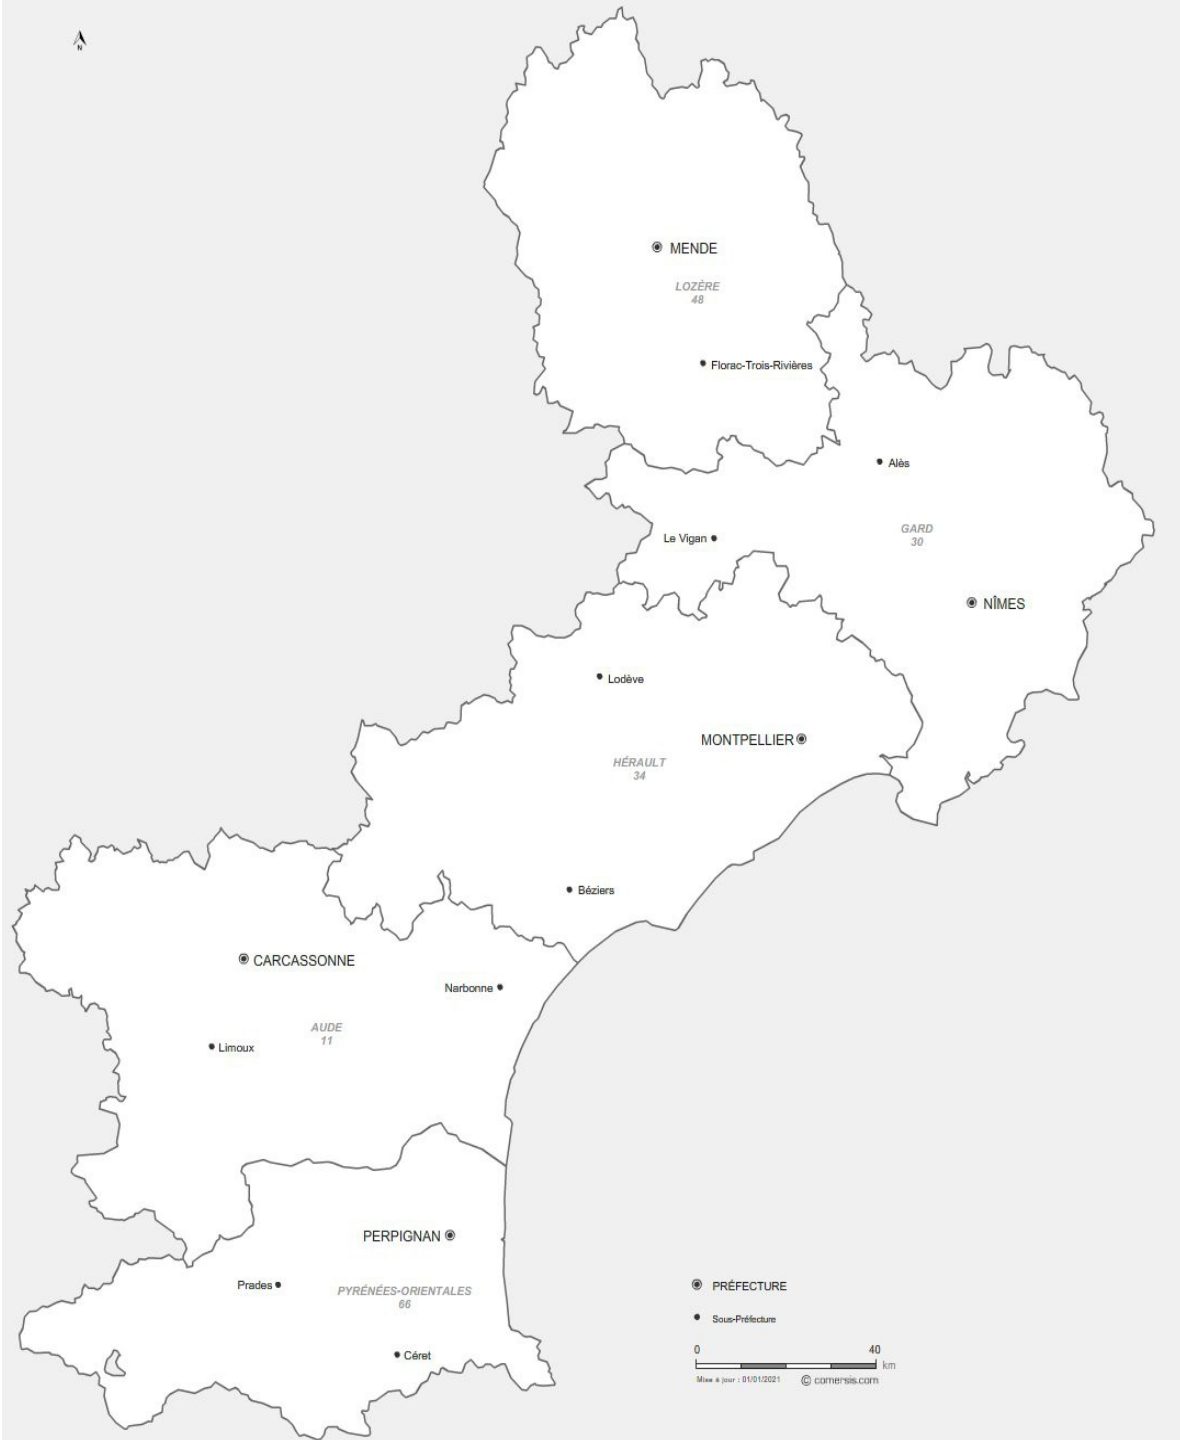 N
MENDE
LOZÈRE
48
Florac-Trois-Rivières
Alès
GARD
30
Le Vigan
NÎMES
Lodève
MONTPELLIER
HÉRAULT
34
Béziers
CARCASSONNE
Narbonne
AUDE
11
Limoux
PERPIGNAN
Prades
PYRÉNÉES-ORIENTALES
66
Céret
PRÉFECTURE
Sous-Préfecture
0 40
km
Mise à jour : 01/01/2021 © comersis.com